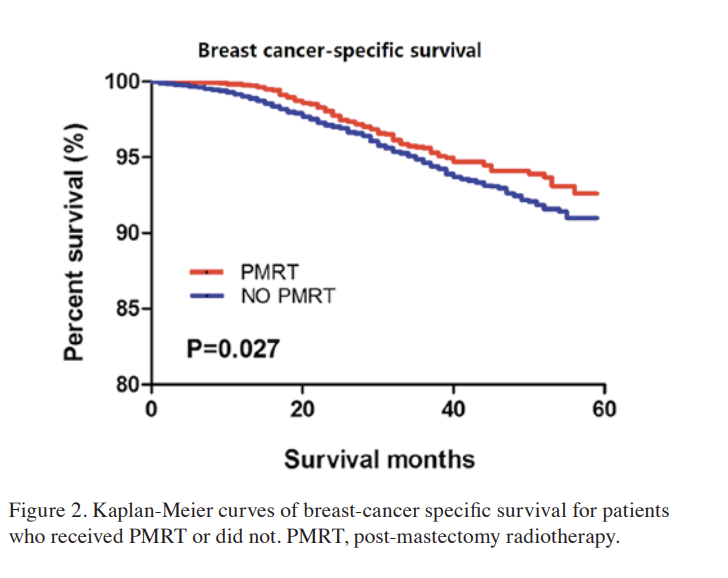 Breast cancer-specific survival
Percent survival (%)
100
95
90
85
80
PMRT
NO PMRT
P=0.027
0 20 40 60
Survival months
Figure 2. Kaplan-Meier curves of breast-cancer specific survival for patients
who received PMRT or did not. PMRT, post-mastectomy radiotherapy.